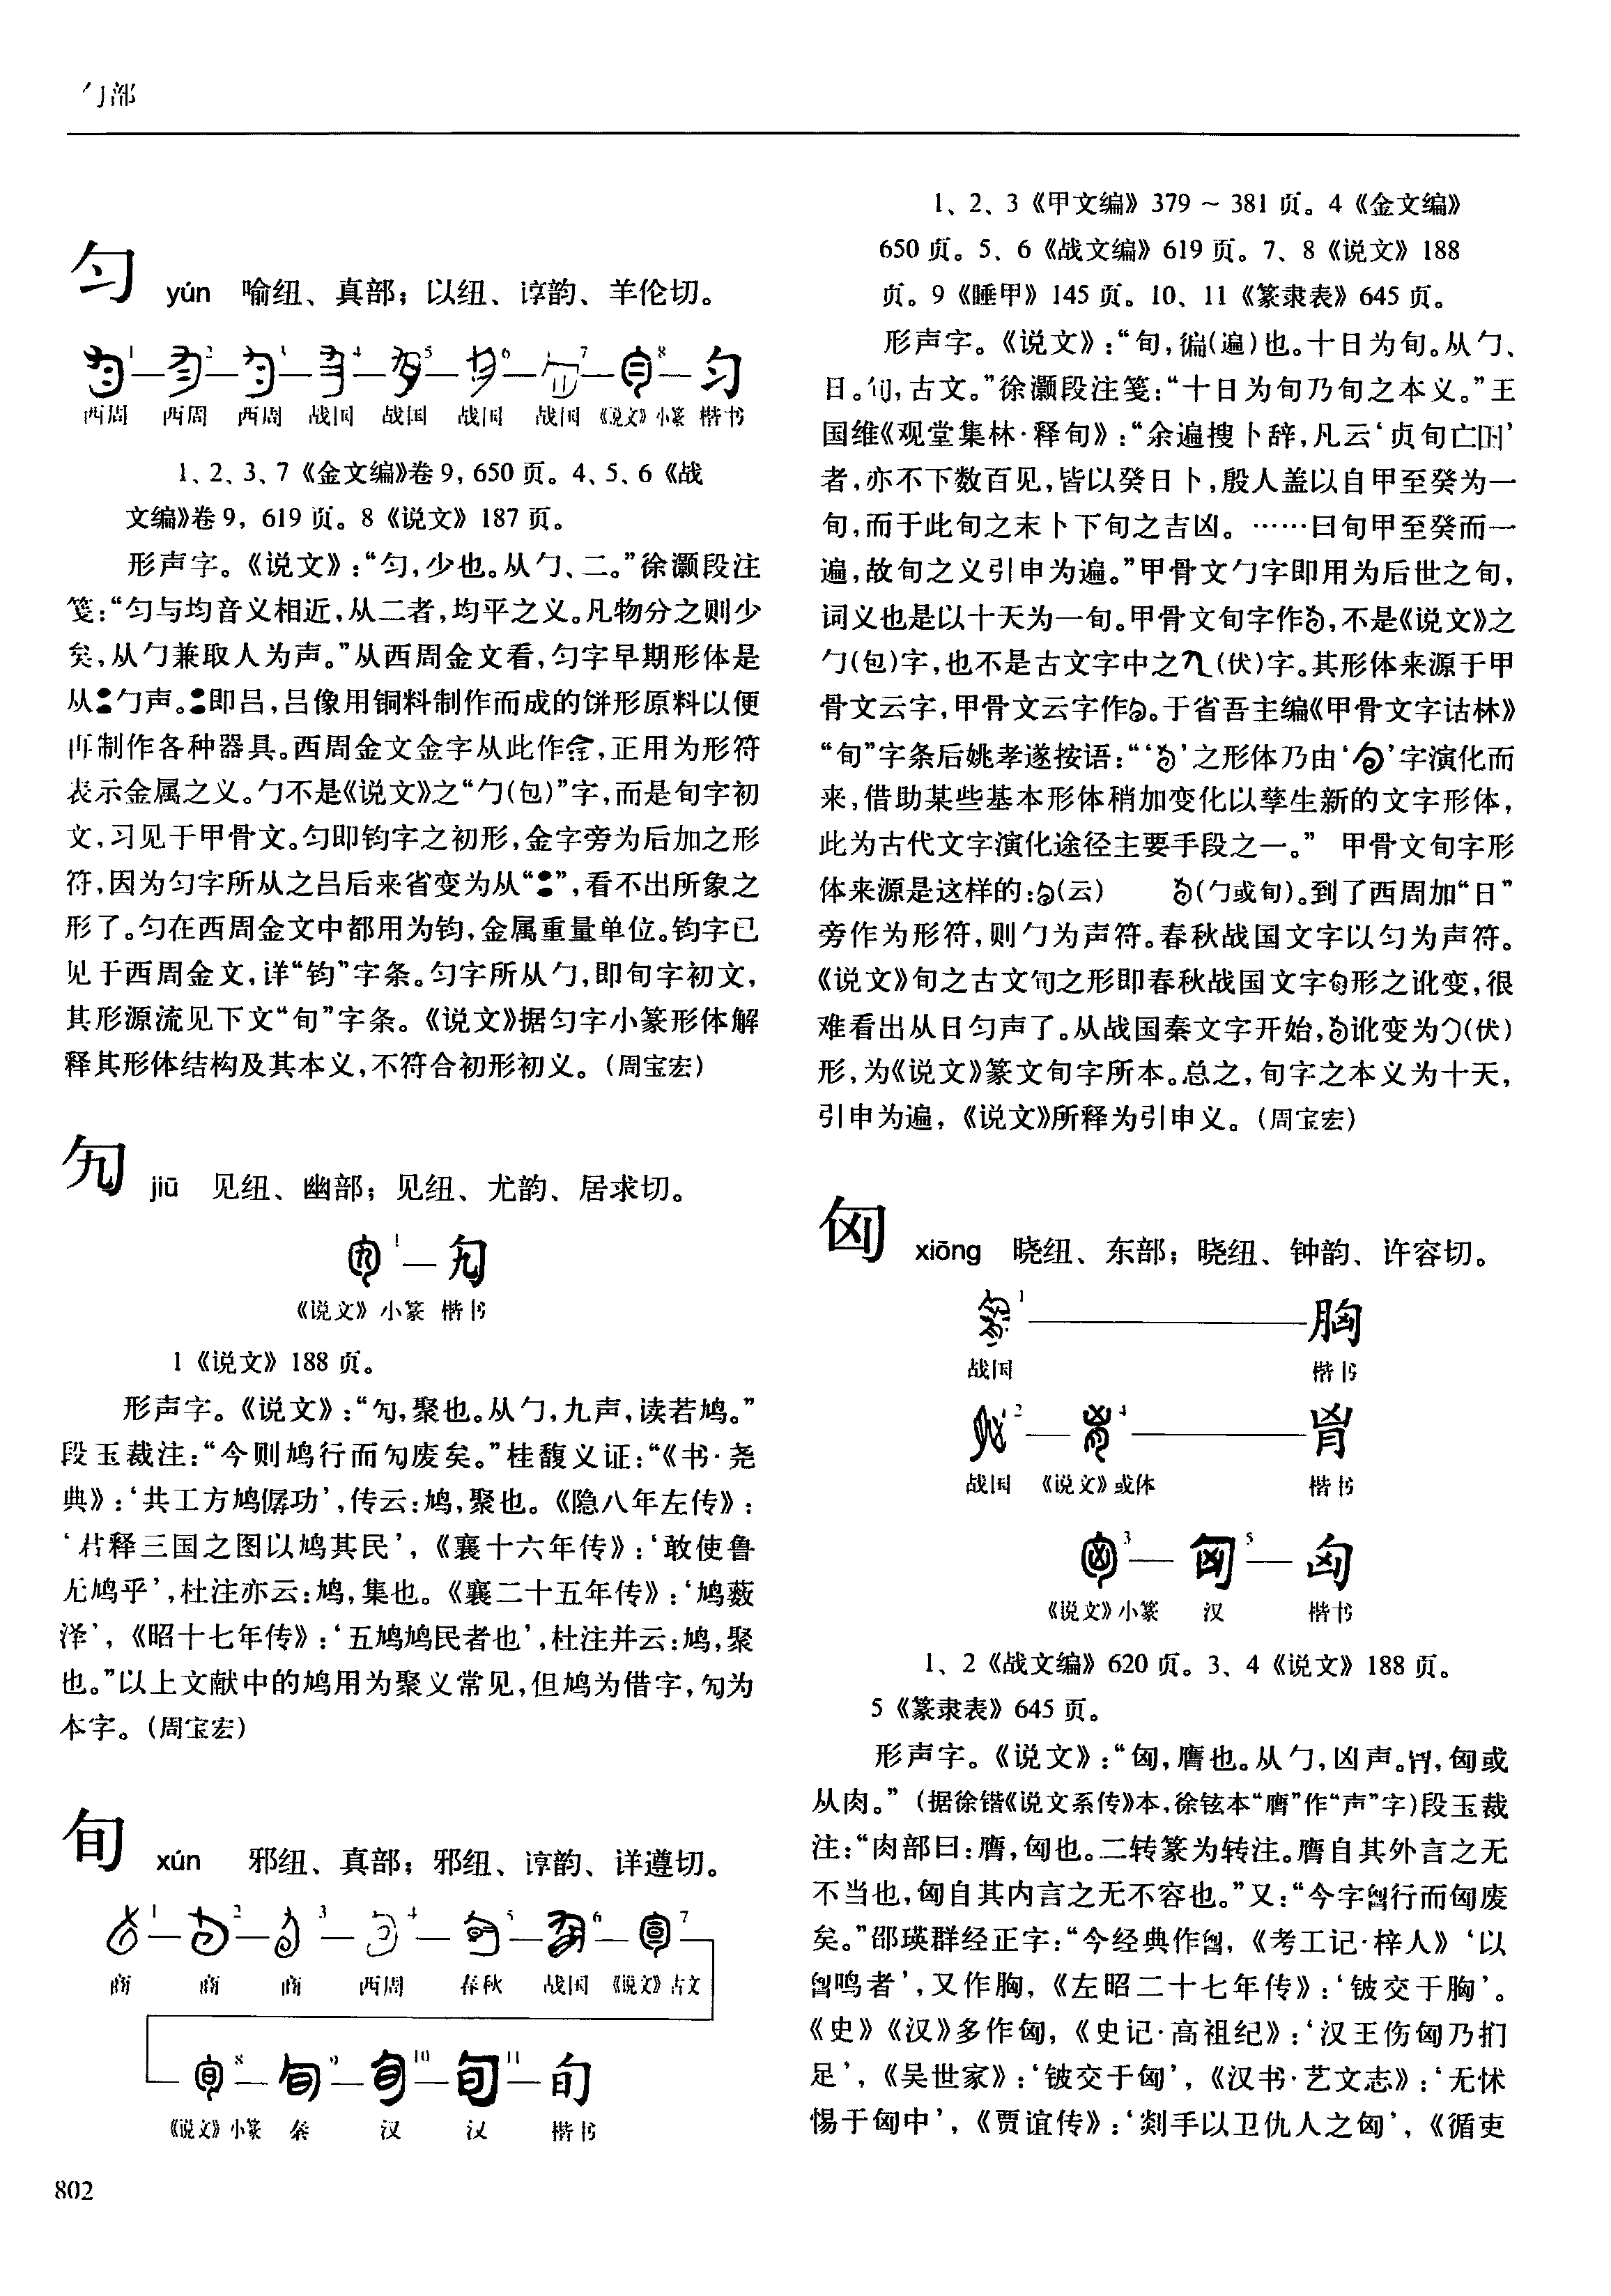 勹部
匀 yún 喻纽、真部；以纽、谆韵、羊伦切。
1 2 3 4 5 6 7 8 匀
西周 西周 西周 战国 战国 战国 战国 《说文》小篆 楷书
1、2、3、7《金文编》卷9，650页。4、5、6《战
文编》卷9，619页。8《说文》187页。
形声字。《说文》：“匀，少也。从勹、二。”徐灏段注
笺：“匀与均音义相近，从二者，均平之义。凡物分之则少
矣，从勹兼取人为声。”从西周金文看，匀字早期形体是
从勹声。即吕，吕像用铜料制作而成的饼形原料以便
再制作各种器具。西周金文金字从此作，正用为形符
表示金属之义。勹不是《说文》之“勹（包）”字，而是旬字初
文，习见于甲骨文。匀即钧字之初形，金字旁为后加之形
符，因为匀字所从之吕后来省变为从“”，看不出所象之
形了。匀在西周金文中都用为钧，金属重量单位。钧字已
见于西周金文，详“钧”字条。匀字所从勹，即旬字初文，
其形源流见下文“旬”字条。《说文》据匀字小篆形体解
释其形体结构及其本义，不符合初形初义。（周宝宏）
勼 jiū 见纽、幽部；见纽、尤韵、居求切。
1 勼
《说文》小篆 楷书
1《说文》188页。
形声字。《说文》：“勼，聚也。从勹，九声，读若鸠。”
段玉裁注：“今则鸠行而勼废矣。”桂馥义证：“《书·尧
典》：‘共工方鸠僝功’，传云：鸠，聚也。《隐八年左传》：
‘君释三国之图以鸠其民’，《襄十六年传》：‘敢使鲁
无鸠乎’，杜注亦云：鸠，集也。《襄二十五年传》：‘鸠薮
泽’，《昭十七年传》：‘五鸠鸠民者也’，杜注并云：鸠，聚
也。”以上文献中的鸠用为聚义常见，但鸠为借字，勼为
本字。（周宝宏）
旬 xún 邪纽、真部；邪纽、谆韵、详遵切。
1 2 3 4 5 6 7
商 商 商 西周 春秋 战国 《说文》古文
8 9 10 11 旬
《说文》小篆 秦 汉 汉 楷书
1、2、3《甲文编》379～381页。4《金文编》
650页。5、6《战文编》619页。7、8《说文》188
页。9《睡甲》145页。10、11《篆隶表》645页。
形声字。《说文》：“旬，徧（遍）也。十日为旬。从勹、
日。，古文。”徐灏段注笺：“十日为旬乃旬之本义。”王
国维《观堂集林·释旬》：“余遍搜卜辞，凡云‘贞旬亡’
者，亦不下数百见，皆以癸日卜，殷人盖以自甲至癸为一
旬，而于此旬之末卜下旬之吉凶。……曰旬甲至癸而一
遍，故旬之义引申为遍。”甲骨文勹字即用为后世之旬，
词义也是以十天为一旬。甲骨文旬字作，不是《说文》之
勹（包）字，也不是古文字中之（伏）字。其形体来源于甲
骨文云字，甲骨文云字作。于省吾主编《甲骨文字诂林》
“旬”字条后姚孝遂按语：“‘’之形体乃由‘’字演化而
来，借助某些基本形体稍加变化以孳生新的文字形体，
此为古代文字演化途径主要手段之一。” 甲骨文旬字形
体来源是这样的：（云） （勹或旬）。到了西周加“日”
旁作为形符，则勹为声符。春秋战国文字以匀为声符。
《说文》旬之古文之形即春秋战国文字形之讹变，很
难看出从日匀声了。从战国秦文字开始，讹变为（伏）
形，为《说文》篆文旬字所本。总之，旬字之本义为十天，
引申为遍，《说文》所释为引申义。（周宝宏）
匈 xiōng 晓纽、东部；晓纽、钟韵、许容切。
1 胸
战国 楷书
2 4 胷
战国 《说文》或体 楷书
3 5 匈
《说文》小篆 汉 楷书
1、2《战文编》620页。3、4《说文》188页。
5《篆隶表》645页。
形声字。《说文》：“匈，膺也。从勹，凶声。，匈或
从肉。”（据徐锴《说文系传》本，徐铉本“膺”作“声”字）段玉裁
注：“肉部曰：膺，匈也。二转篆为转注。膺自其外言之无
不当也，匈自其内言之无不容也。”又：“今字胷行而匈废
矣。”邵瑛群经正字：“今经典作胷，《考工记·梓人》‘以
胷鸣者’，又作胸，《左昭二十七年传》：‘铍交于胸’。
《史》《汉》多作匈，《史记·高祖纪》：‘汉王伤匈乃扪
足’，《吴世家》：‘铍交于匈’，《汉书·艺文志》：‘无怵
惕于匈中’，《贾谊传》：‘剡手以卫仇人之匈’，《循吏
802